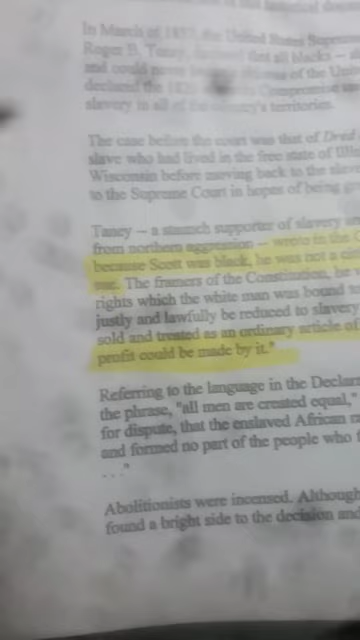 In March of 1857, the United States Supreme
Roger B. Taney, declared that all blacks -- 
and could never become citizens of the
declared the 1820 Compromise
slavery in all of the country's territories.
The case before the court was that of Dred
slave who had lived in the free state of
Wisconsin before moving back to the
to the Supreme Court in hopes of being
Taney -- a staunch supporter of slavery
from northern aggression -- wrote in the
because Scott was black, he was not a
sue. The framers of the Constitution, he
rights which the white man was bound
justly and lawfully be reduced to slavery
sold and treated as an ordinary article
profit could be made by it."
Referring to the language in the
the phrase, "all men are created equal,"
for dispute, that the enslaved African
and formed no part of the people who
. . ."
Abolitionists were incensed. Although
found a bright side to the decision and